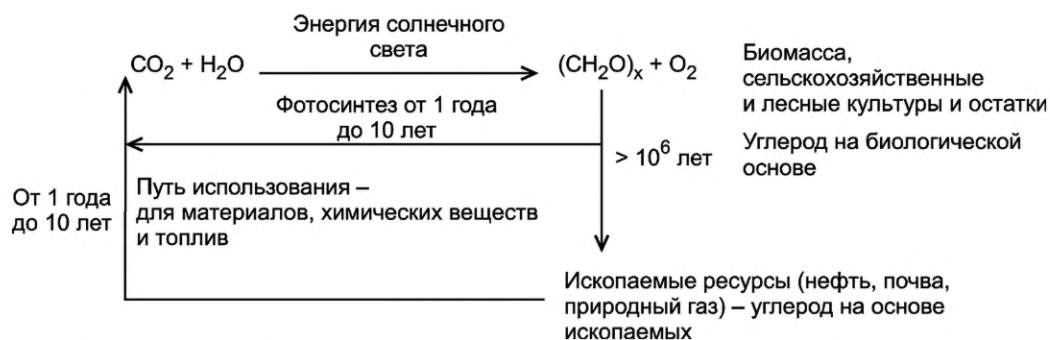 Энергия солнечного
света
CO₂ + H₂O
(CH₂O)ₓ + O₂
Биомасса,
сельскохозяйственные
и лесные культуры и остатки
Фотосинтез от 1 года
до 10 лет
> 10⁶ лет
Углерод на биологической
основе
От 1 года
до 10 лет
Путь использования –
для материалов, химических веществ
и топлив
Ископаемые ресурсы (нефть, почва,
природный газ) – углерод на основе
ископаемых